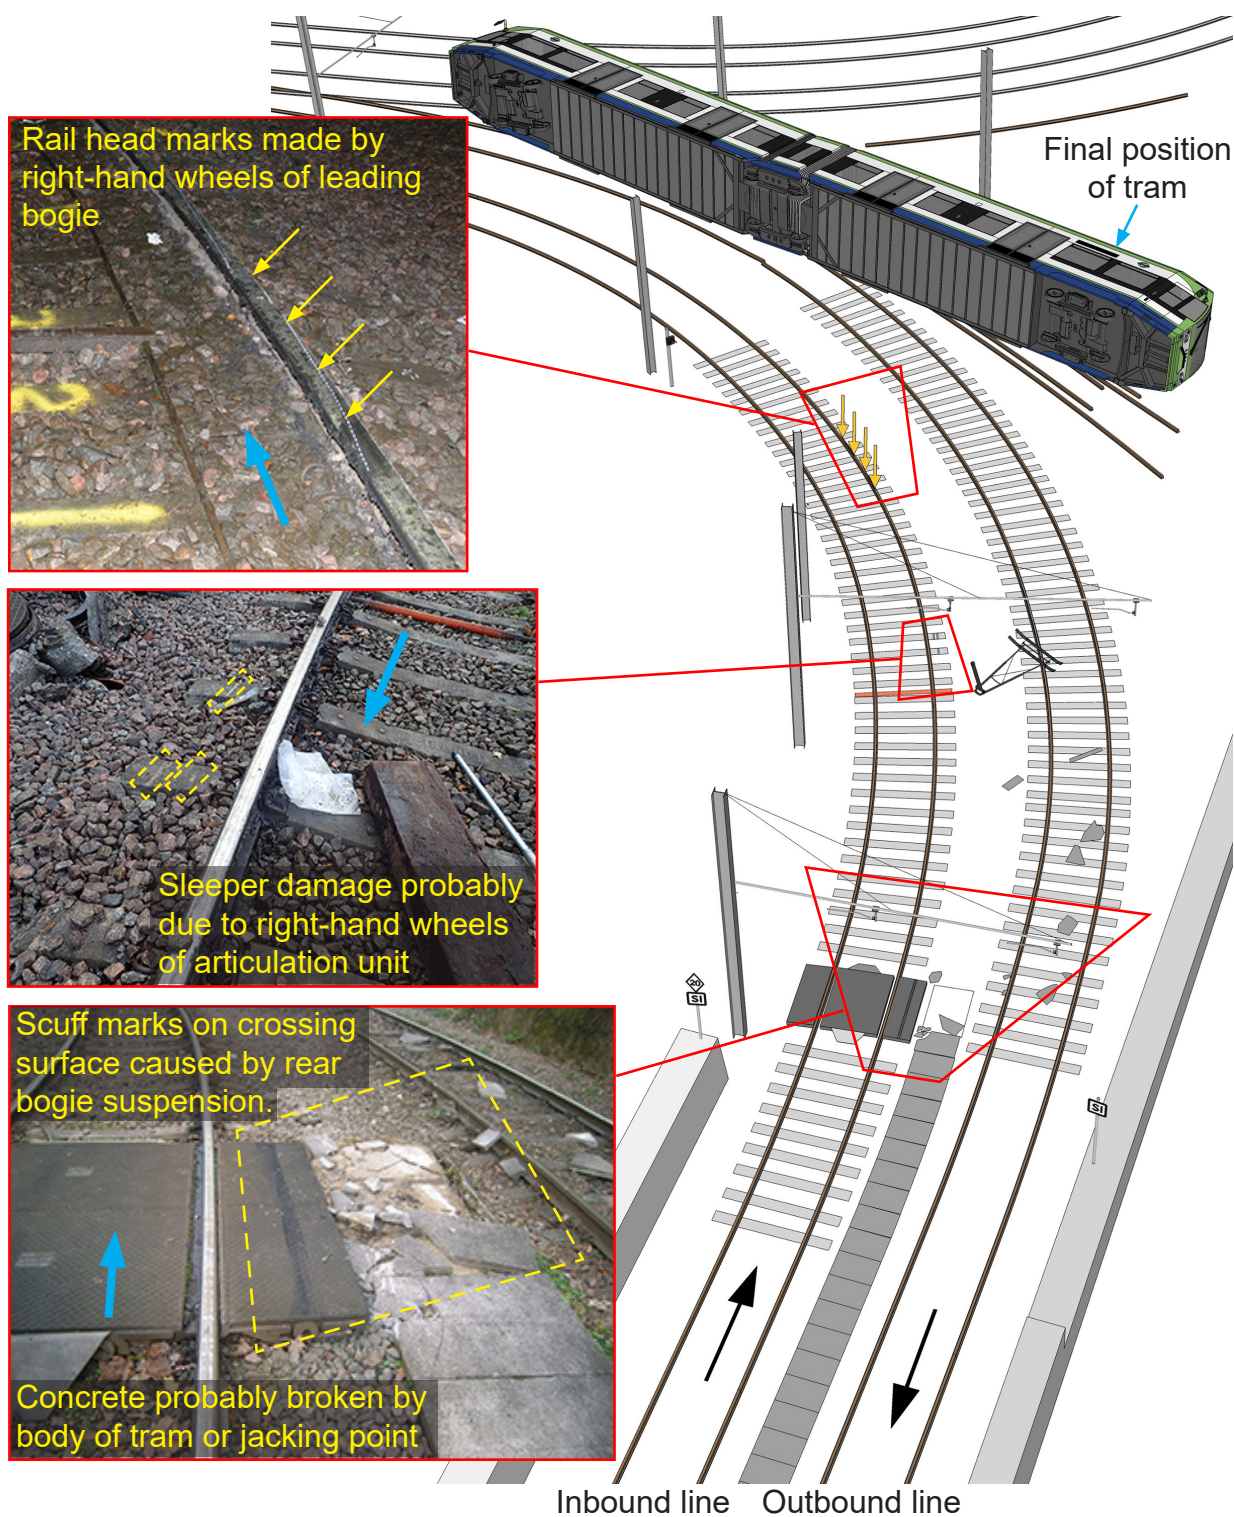 Rail head marks made by
right-hand wheels of leading
bogie
Final position
of tram
2
Sleeper damage probably
due to right-hand wheels
of articulation unit
20
SI
Scuff marks on crossing
surface caused by rear
bogie suspension.
SI
Concrete probably broken by
body of tram or jacking point
Inbound line
Outbound line